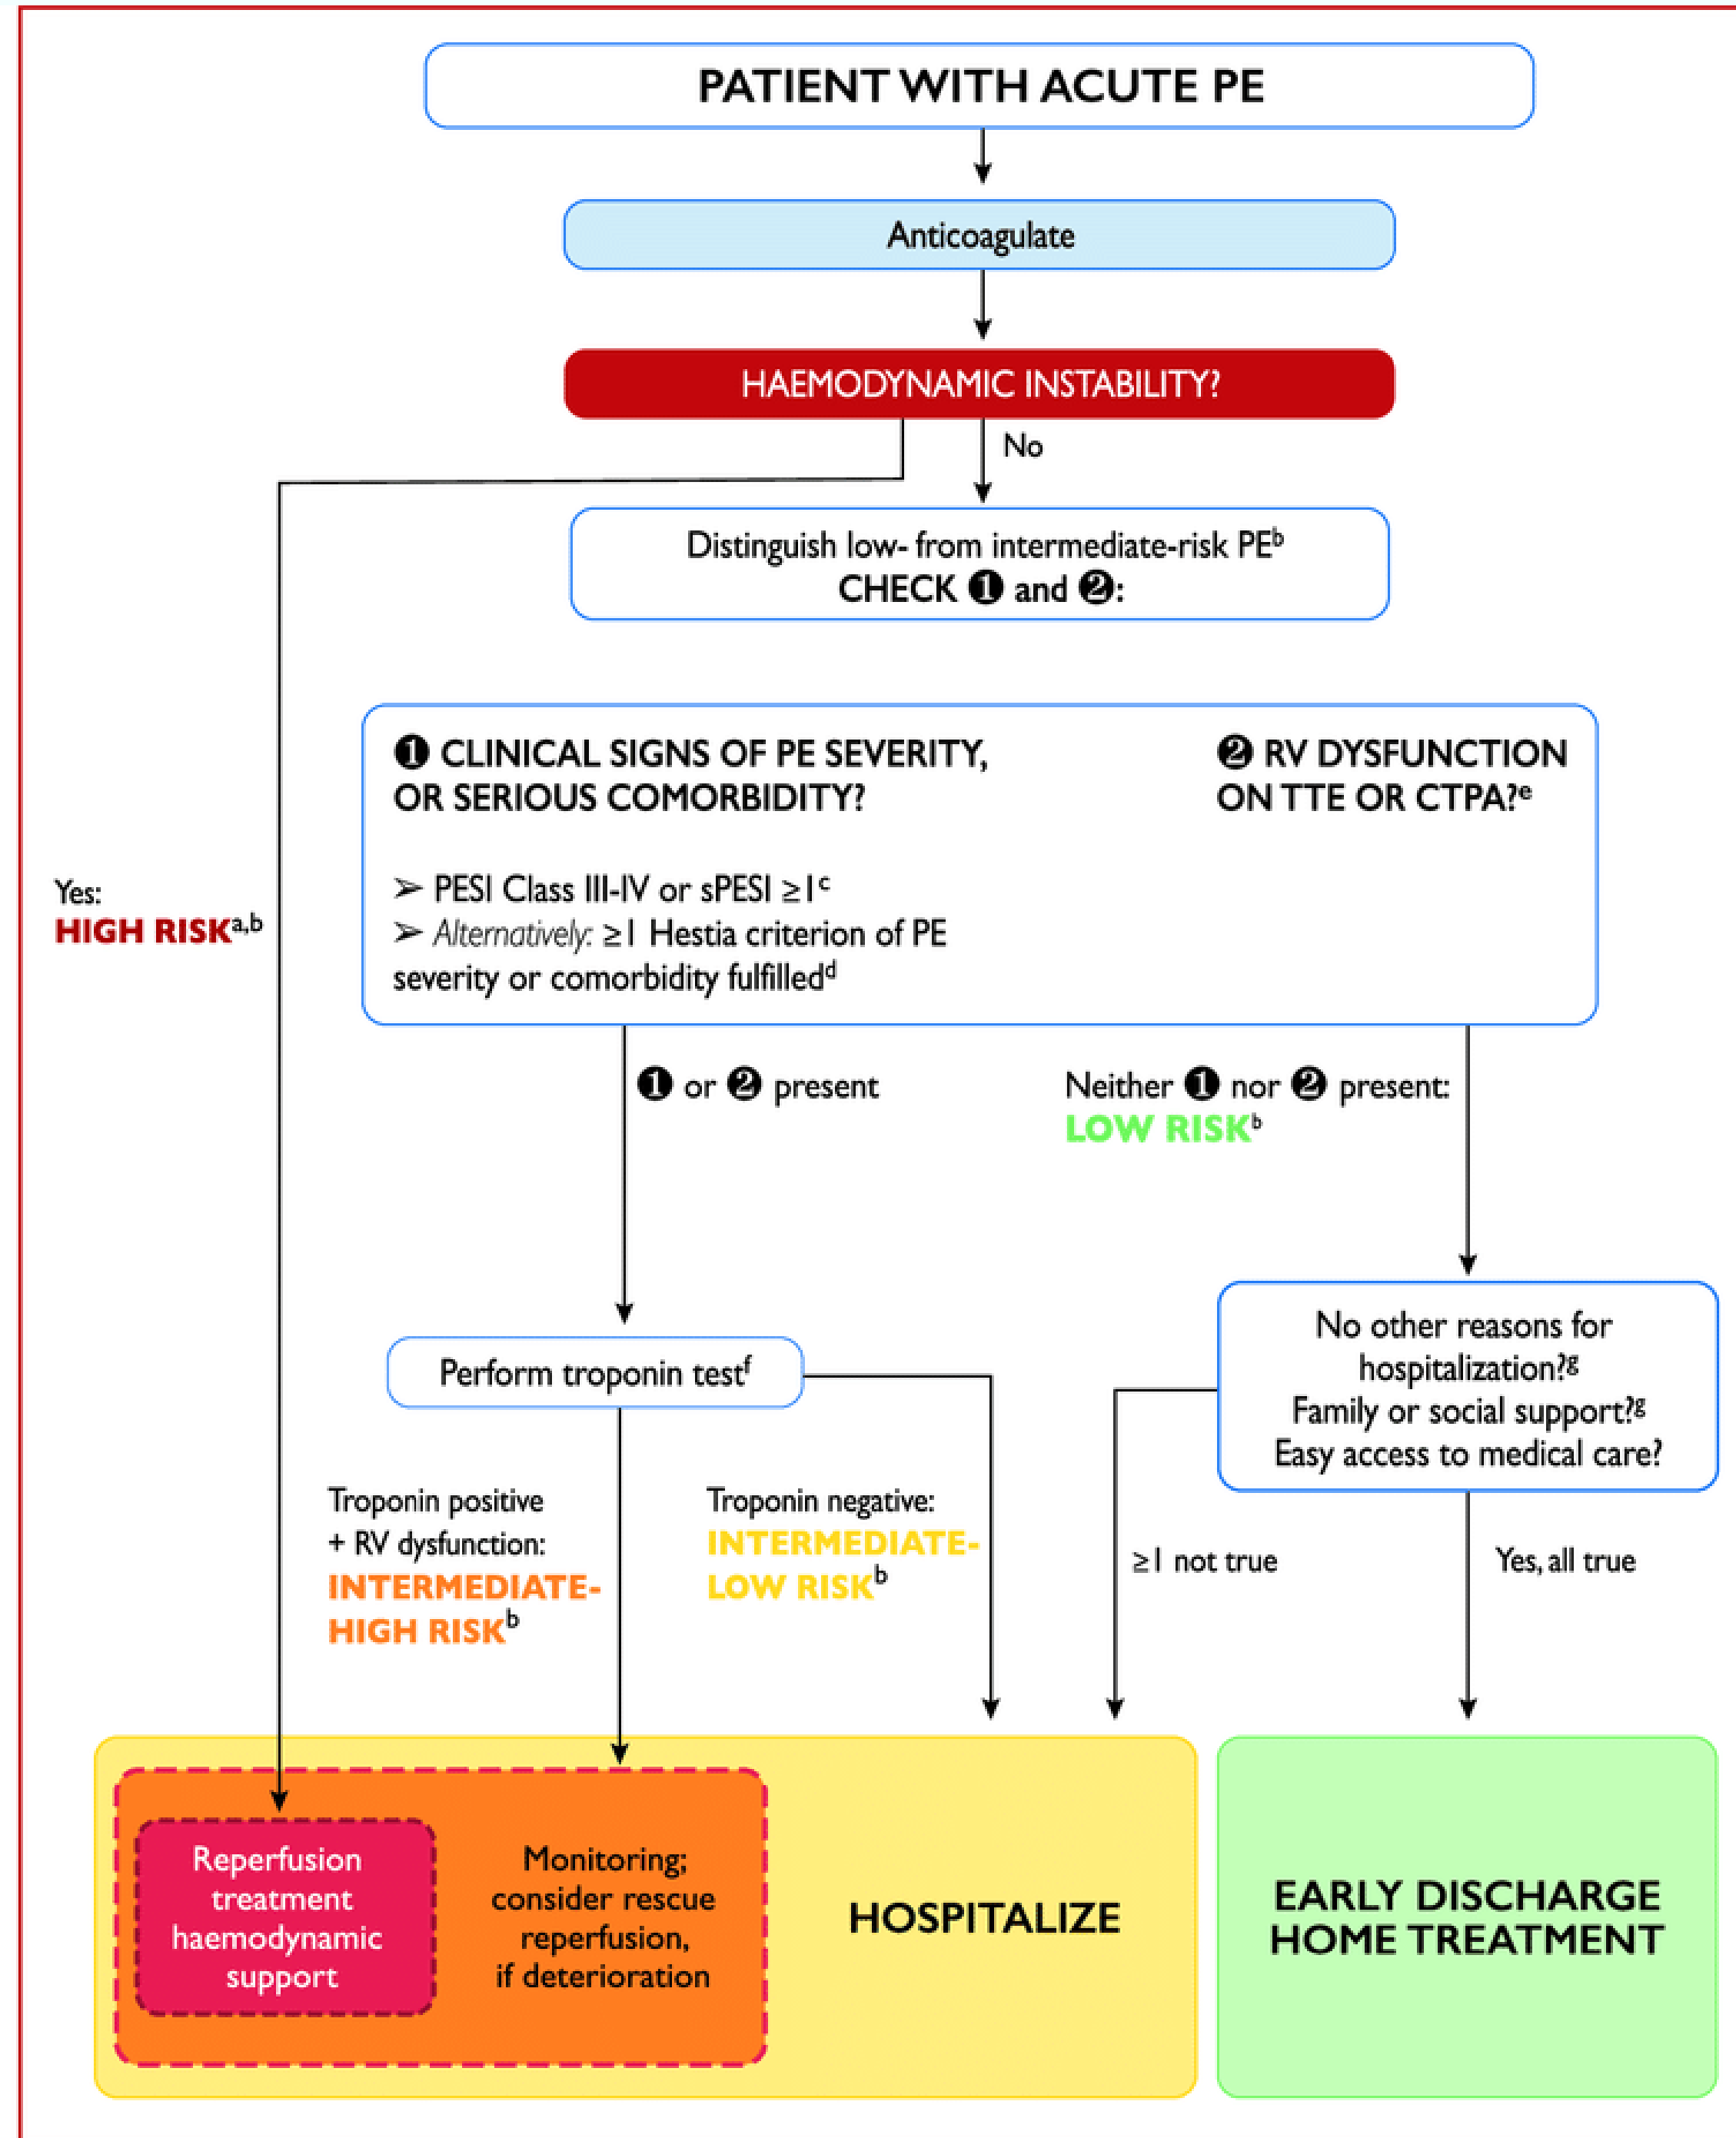 PATIENT WITH ACUTE PE
Anticoagulate
HAEMODYNAMIC INSTABILITY?
No
Distinguish low- from intermediate-risk PEᵇ
CHECK ❶ and ❷:
❶ CLINICAL SIGNS OF PE SEVERITY,
OR SERIOUS COMORBIDITY?
➢ PESI Class III-IV or sPESI ≥1ᶜ
➢ Alternatively: ≥1 Hestia criterion of PE
severity or comorbidity fulfilledᵈ
❷ RV DYSFUNCTION
ON TTE OR CTPA?ᵉ
Yes:
HIGH RISKᵃ,ᵇ
❶ or ❷ present
Neither ❶ nor ❷ present:
LOW RISKᵇ
Perform troponin testᶠ
No other reasons for
hospitalization?ᵍ
Family or social support?ᵍ
Easy access to medical care?
Troponin positive
+ RV dysfunction:
INTERMEDIATE-
HIGH RISKᵇ
Troponin negative:
INTERMEDIATE-
LOW RISKᵇ
≥1 not true
Yes, all true
Reperfusion
treatment
haemodynamic
support
Monitoring;
consider rescue
reperfusion,
if deterioration
HOSPITALIZE
EARLY DISCHARGE
HOME TREATMENT